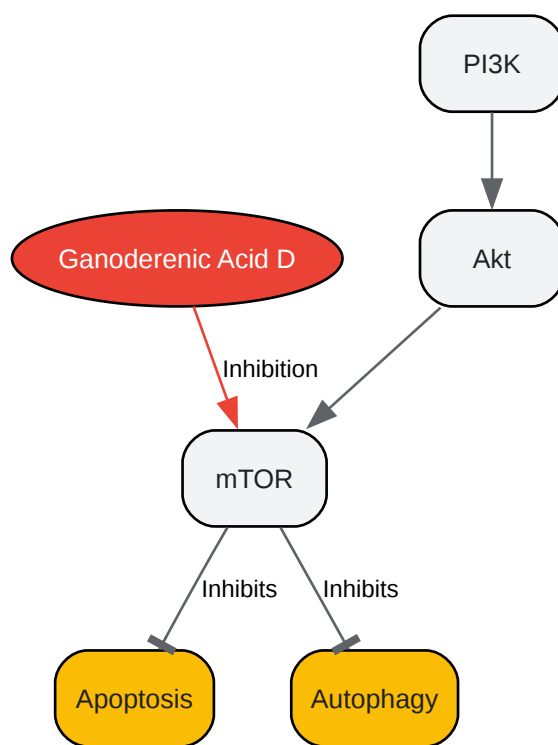 PI3K
Ganoderenic Acid D
Akt
Inhibition
mTOR
Inhibits
Inhibits
Apoptosis
Autophagy